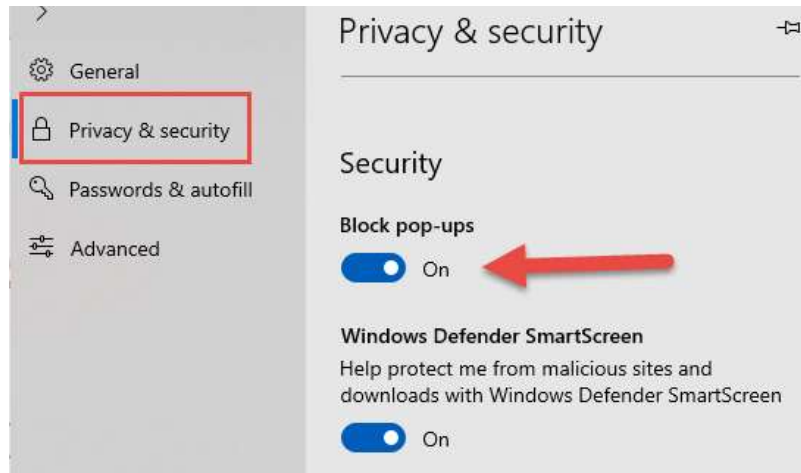 General
Privacy & security
Passwords & autofill
Advanced
Privacy & security
Security
Block pop-ups
On
Windows Defender SmartScreen
Help protect me from malicious sites and
downloads with Windows Defender SmartScreen
On